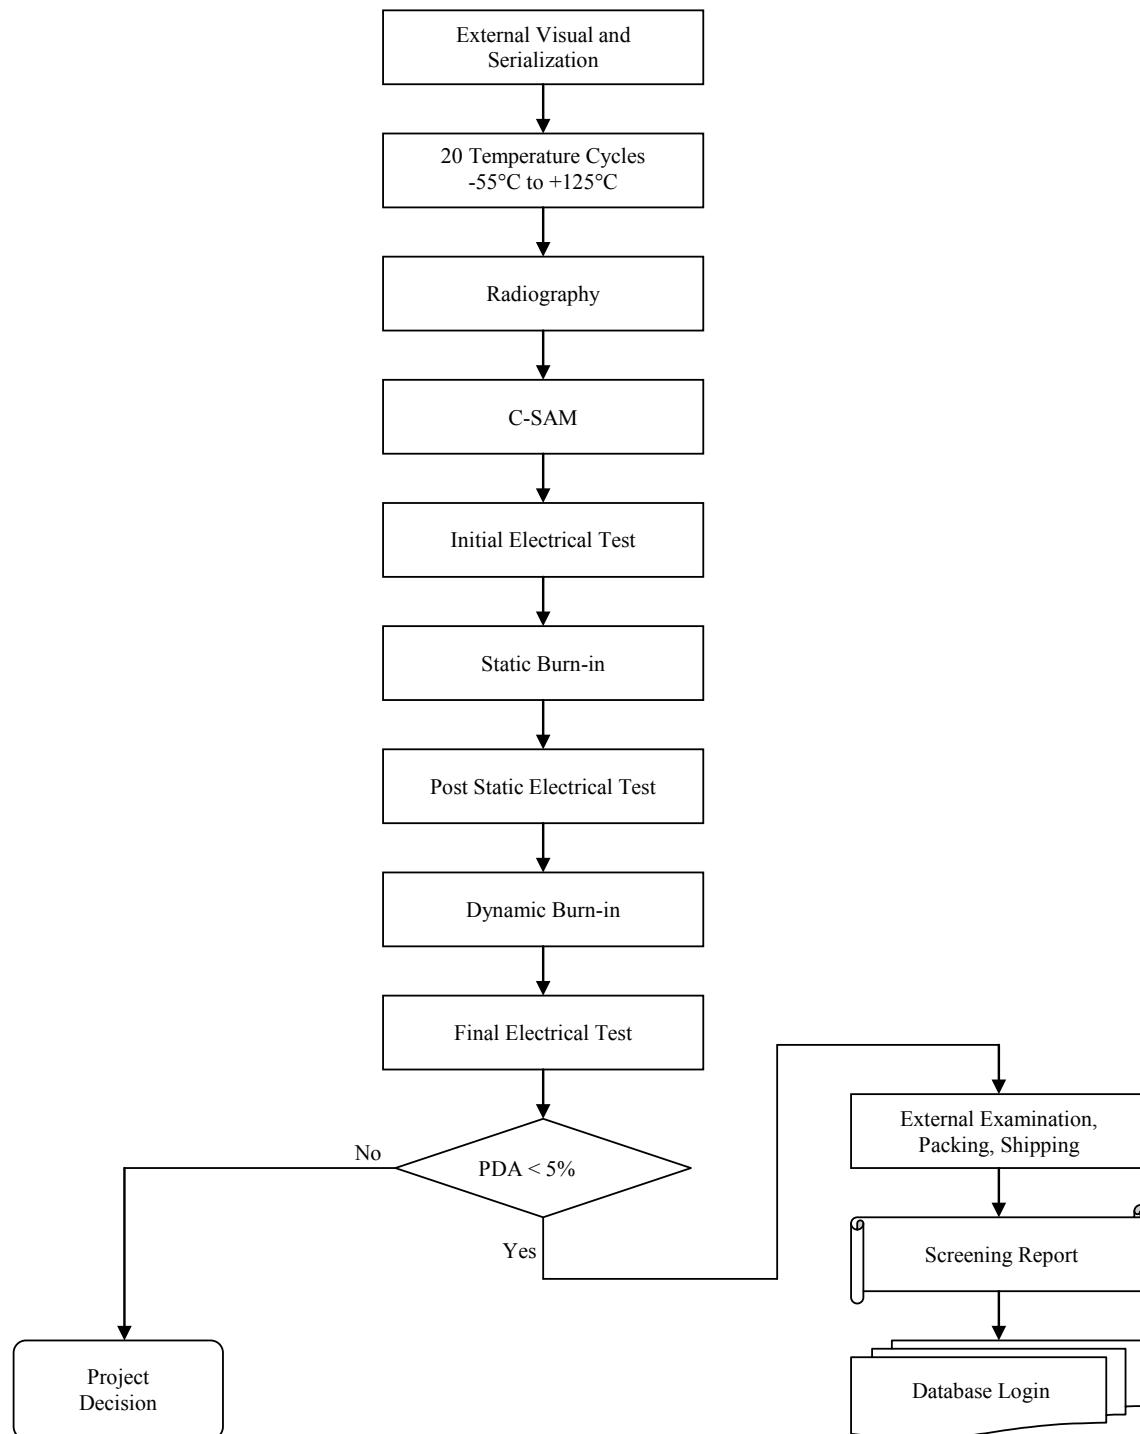 External Visual and
Serialization
20 Temperature Cycles
-55°C to +125°C
Radiography
C-SAM
Initial Electrical Test
Static Burn-in
Post Static Electrical Test
Dynamic Burn-in
Final Electrical Test
PDA < 5%
No
Yes
Project
Decision
External Examination,
Packing, Shipping
Screening Report
Database Login